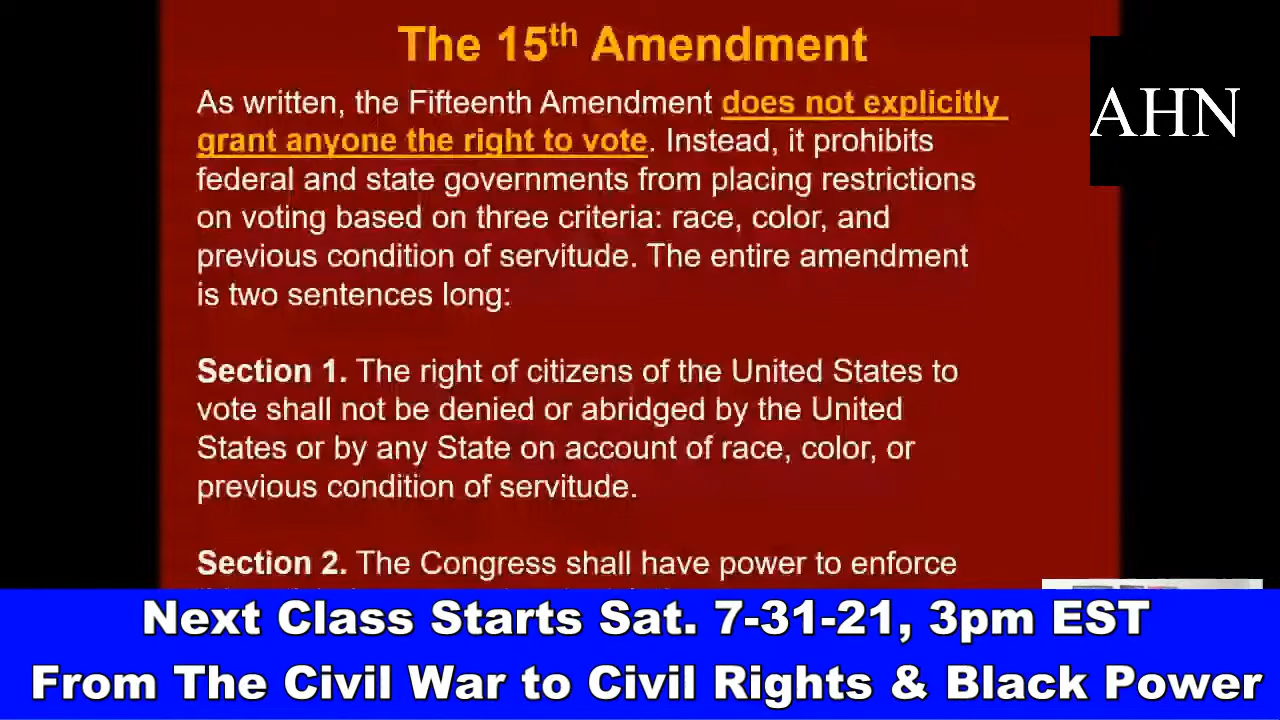 The 15th Amendment
As written, the Fifteenth Amendment does not explicitly
grant anyone the right to vote. Instead, it prohibits
federal and state governments from placing restrictions
on voting based on three criteria: race, color, and
previous condition of servitude. The entire amendment
is two sentences long:
Section 1. The right of citizens of the United States to
vote shall not be denied or abridged by the United
States or by any State on account of race, color, or
previous condition of servitude.
Section 2. The Congress shall have power to enforce
AHN
Next Class Starts Sat. 7-31-21, 3pm EST
From The Civil War to Civil Rights & Black Power